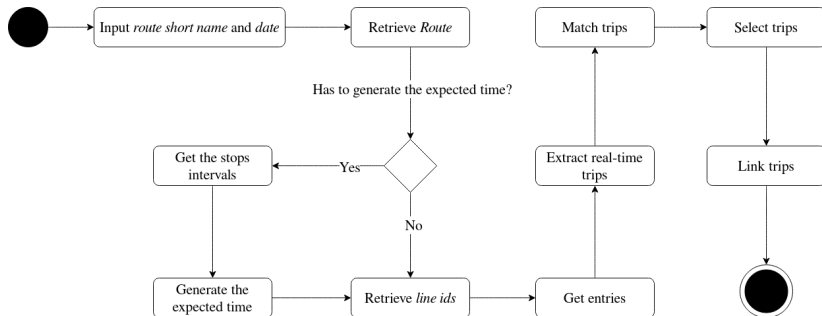 Input route short name and date
Retrieve Route
Match trips
Select trips
Has to generate the expected time?
Get the stops
intervals
Yes
Extract real-time
trips
Link trips
No
Generate the
expected time
Retrieve line ids
Get entries